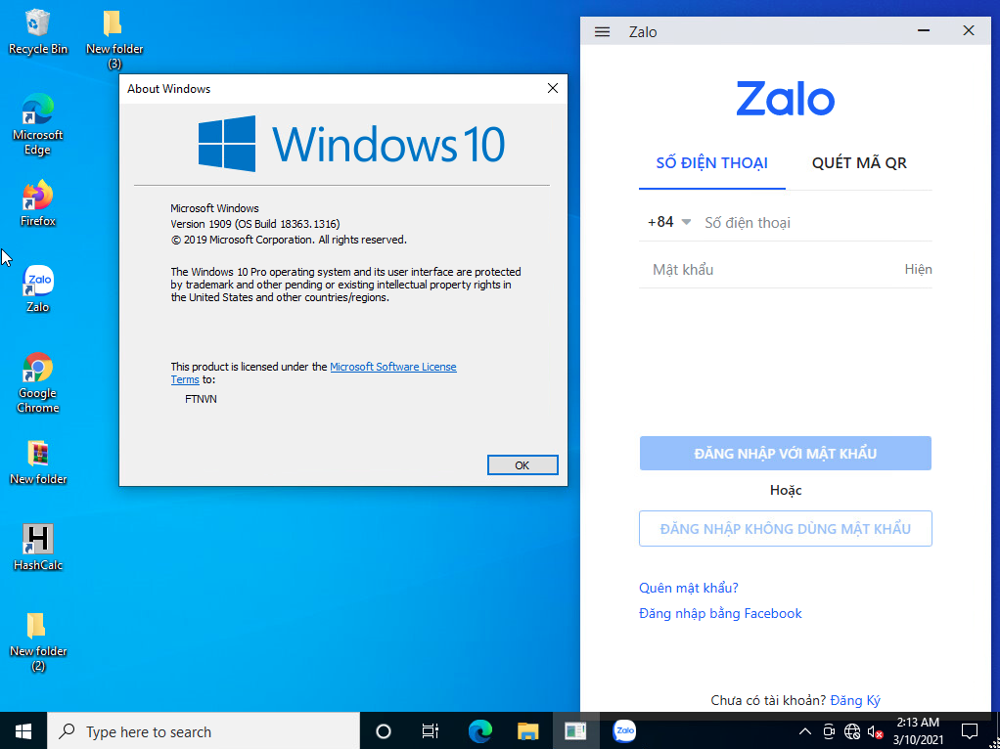 Recycle Bin
New folder
(3)
Microsoft
Edge
Firefox
Zalo
Zalo
Google
Chrome
New folder
H
HashCalc
New folder
(2)
About Windows
Windows 10
Microsoft Windows
Version 1909 (OS Build 18363.1316)
© 2019 Microsoft Corporation. All rights reserved.
The Windows 10 Pro operating system and its user interface are protected
by trademark and other pending or existing intellectual property rights in
the United States and other countries/regions.
This product is licensed under the Microsoft Software License
Terms to:
FTNVN
OK
Zalo
Zalo
SỐ ĐIỆN THOẠI QUÉT MÃ QR
+84 Số điện thoại
Mật khẩu Hiện
ĐĂNG NHẬP VỚI MẬT KHẨU
Hoặc
ĐĂNG NHẬP KHÔNG DÙNG MẬT KHẨU
Quên mật khẩu?
Đăng nhập bằng Facebook
Chưa có tài khoản? Đăng Ký
Type here to search
Zalo
2:13 AM
3/10/2021